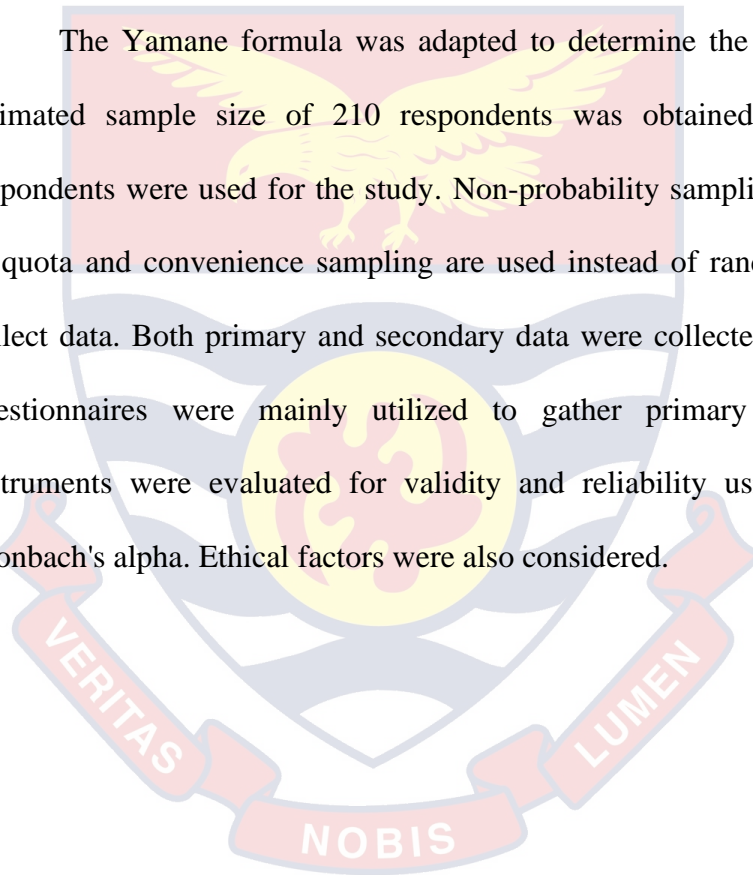 The Yamane formula was adapted to determine the
timated sample size of 210 respondents was obtained
pondents were used for the study. Non-probability sampli
quota and convenience sampling are used instead of ran
llect data. Both primary and secondary data were collecte
estionnaires were mainly utilized to gather primary
truments were evaluated for validity and reliability us
onbach's alpha. Ethical factors were also considered.
VERITAS
NOBIS
LUMEN